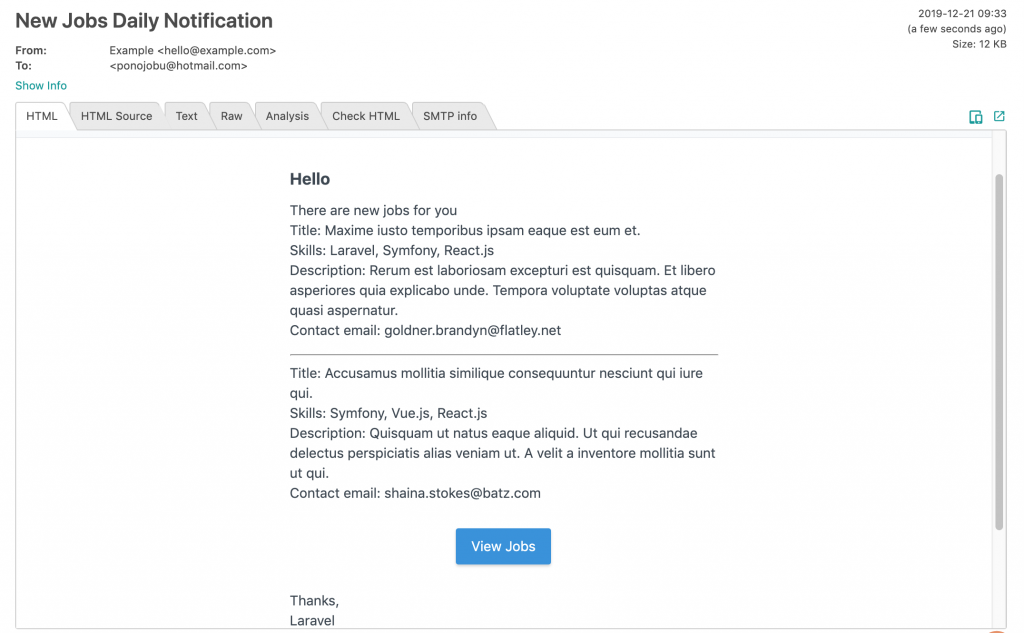 New Jobs Daily Notification
2019-12-21 09:33
(a few seconds ago)
Size: 12 KB
From: Example <hello@example.com>
To: <ponojobu@hotmail.com>
Show Info
HTML HTML Source Text Raw Analysis Check HTML SMTP info
Hello
There are new jobs for you
Title: Maxime iusto temporibus ipsam eaque est eum et.
Skills: Laravel, Symfony, React.js
Description: Rerum est laboriosam excepturi est quisquam. Et libero
asperiores quia explicabo unde. Tempora voluptate voluptas atque
quasi aspernatur.
Contact email: goldner.brandyn@flatley.net
Title: Accusamus mollitia similique consequuntur nesciunt qui iure
qui.
Skills: Symfony, Vue.js, React.js
Description: Quisquam ut natus eaque aliquid. Ut qui recusandae
delectus perspiciatis alias veniam ut. A velit a inventore mollitia sunt
ut qui.
Contact email: shaina.stokes@batz.com
View Jobs
Thanks,
Laravel